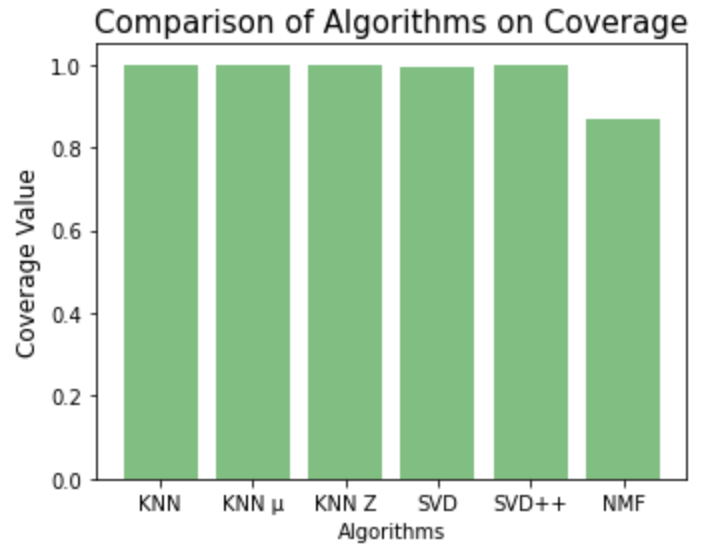 Comparison of Algorithms on Coverage
Coverage Value
1.0
0.8
0.6
0.4
0.2
0.0
KNN KNN μ KNN Z SVD SVD++ NMF
Algorithms